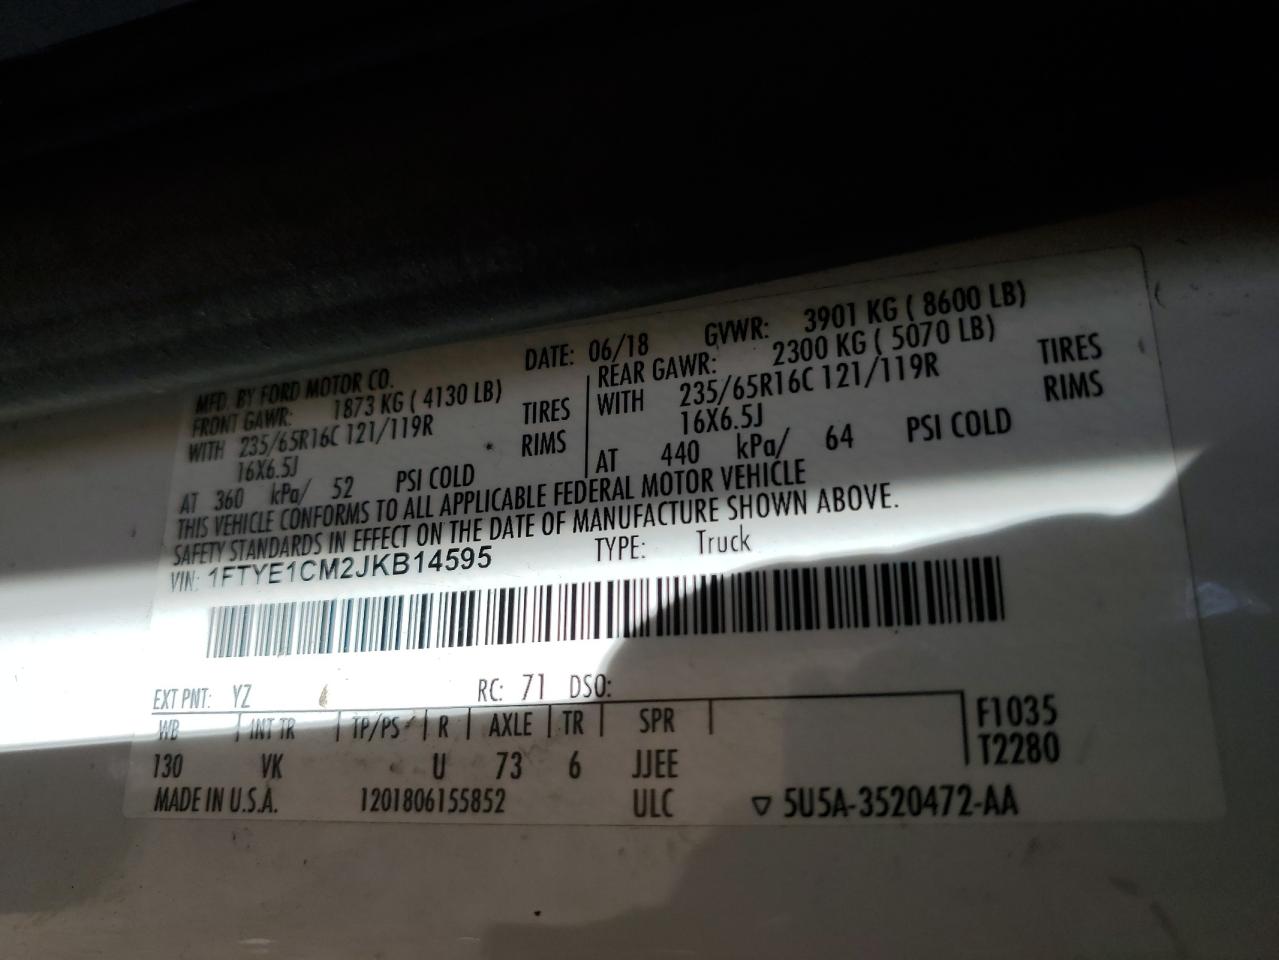 MFD. BY FORD MOTOR CO. DATE: 06/18 GVWR: 3901 KG ( 8600 LB)
FRONT GAWR: 1873 KG ( 4130 LB)
WITH 235/65R16C 121/119R TIRES
16X6.5J RIMS
AT 360 kPa/ 52 PSI COLD
REAR GAWR: 2300 KG ( 5070 LB)
WITH 235/65R16C 121/119R TIRES
16X6.5J RIMS
AT 440 kPa/ 64 PSI COLD
THIS VEHICLE CONFORMS TO ALL APPLICABLE FEDERAL MOTOR VEHICLE
SAFETY STANDARDS IN EFFECT ON THE DATE OF MANUFACTURE SHOWN ABOVE.
VIN: 1FTYE1CM2JKB14595 TYPE: Truck
EXT PNT: YZ RC: 71 DSO:
WB INT TR TP/PS R AXLE TR SPR F1035
130 VK U 73 6 JJEE T2280
MADE IN U.S.A. 1201806155852 ULC ▽ 5U5A-3520472-AA